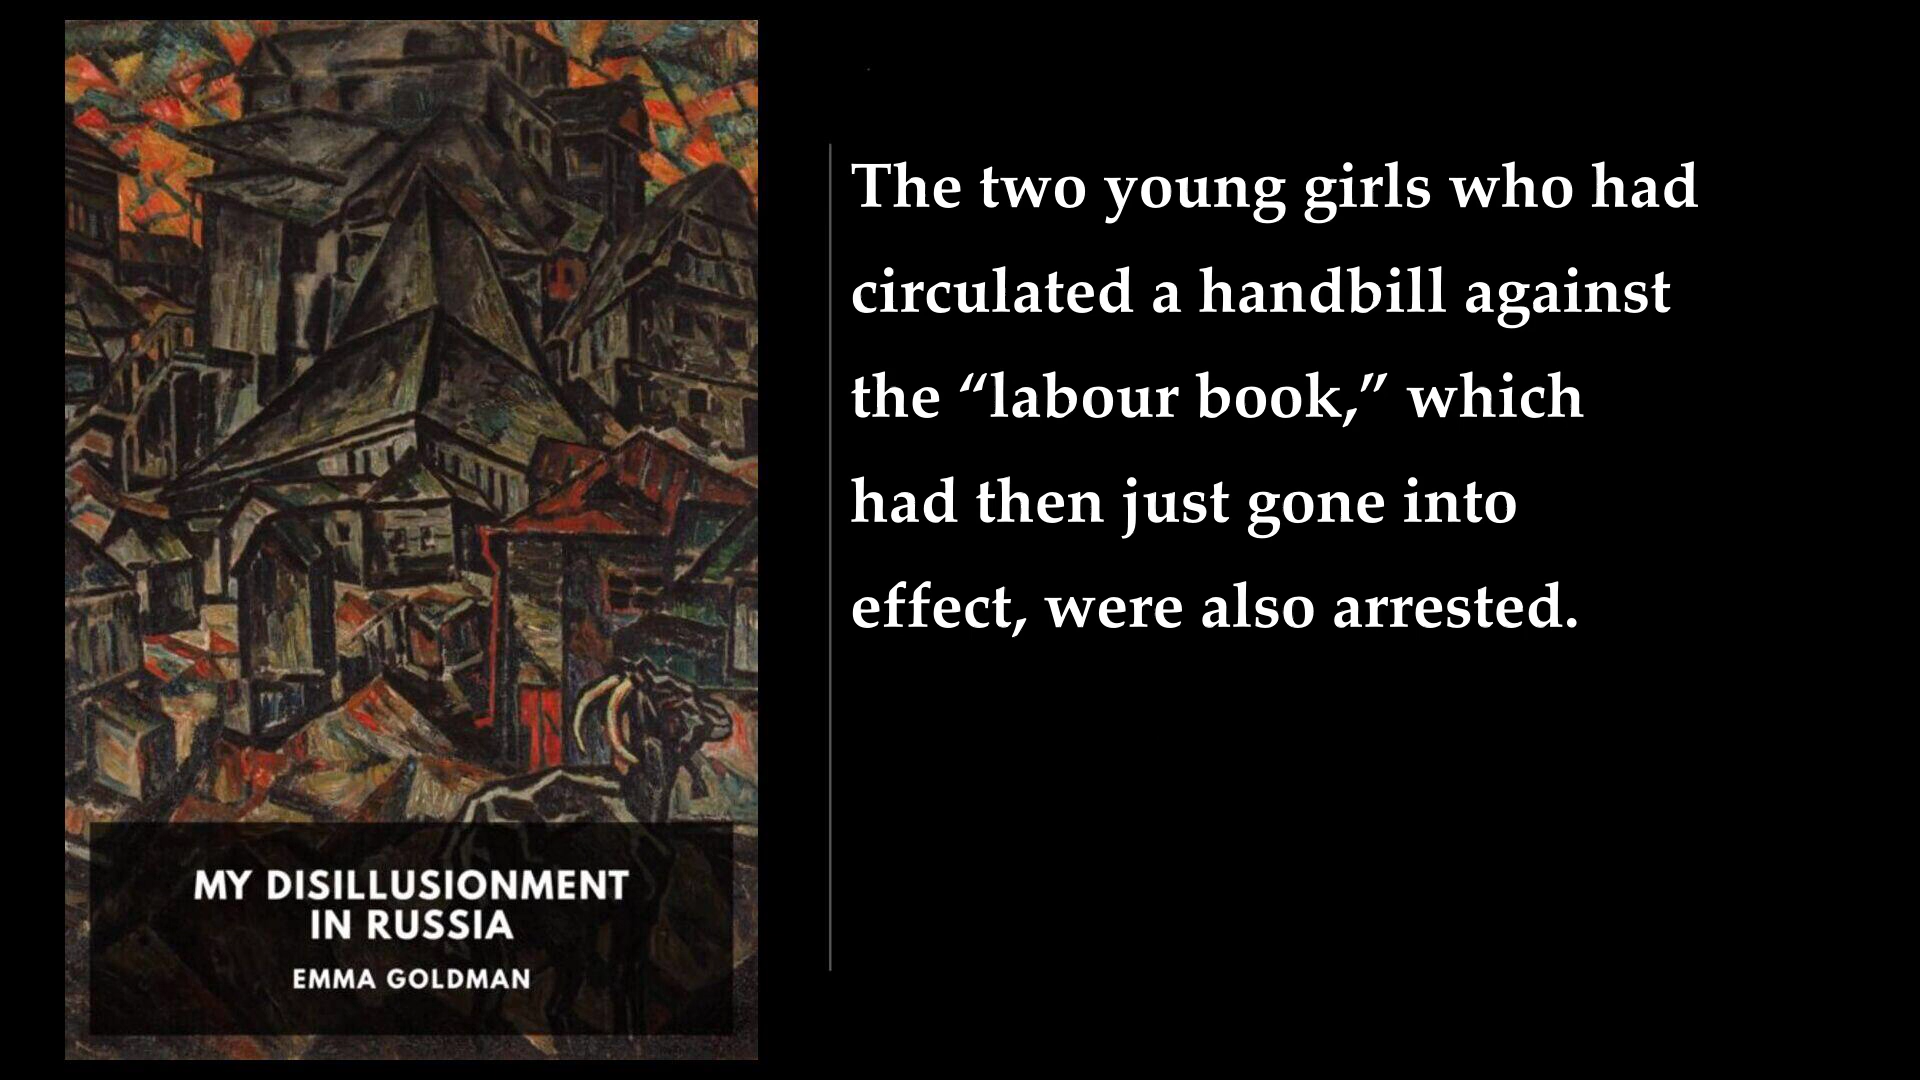 The two young girls who had
circulated a handbill against
the “labour book,” which
had then just gone into
effect, were also arrested.
MY DISILLUSIONMENT
IN RUSSIA
EMMA GOLDMAN